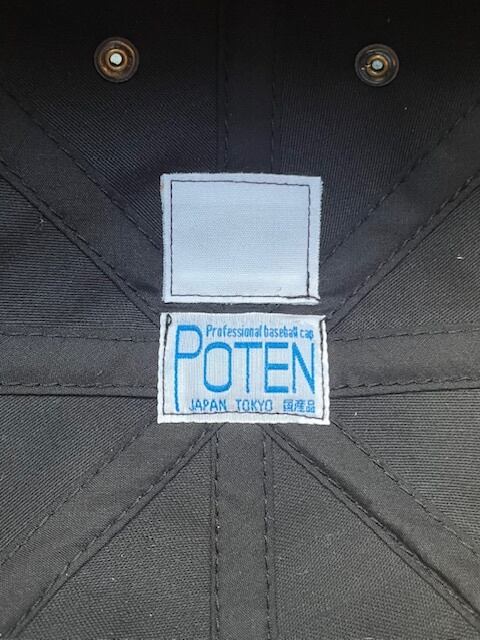 Professional baseball cap
POTEN
JAPAN TOKYO 国産品